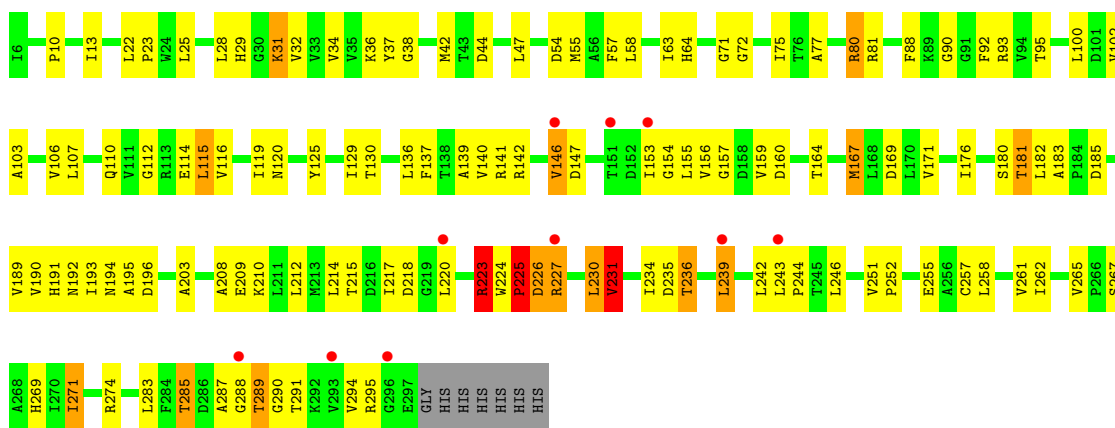 I6 P10 I13 L22 P23 W24 L25 L28 H29 G30 K31 V32 V33 V34 V35 K36 Y37 G38 M42 T43 D44 L47 D54 M55 A56 F57 L58 I63 H64 G71 G72 I75 T76 A77 R80 R81 F88 K89 G90 G91 F92 R93 V94 T95 L100 D101 V102
A103 V106 L107 Q110 V111 G112 R113 E114 L115 V116 I119 N120 Y125 I129 T130 L136 F137 T138 A139 V140 R141 R142 V146 D147 T151 D152 I153 G154 L155 V156 G157 D158 V159 D160 T164 M167 L168 D169 L170 V171 I176 S180 T181 L182 A183 P184 D185
V189 V190 H191 N192 I193 N194 A195 D196 A203 A208 E209 K210 L211 L212 M213 I214 T215 D216 I217 D218 G219 L220 R223 W224 P225 D226 R227 L230 V231 I234 D235 T236 L239 L242 L243 P244 T245 L246 V251 P252 E255 A256 C257 L258 V261 I262 V265 P266 S267
A268 H269 I270 I271 R274 L283 F284 T285 D286 A287 G288 T289 G290 T291 K292 V293 V294 R295 G296 E297 GLY HIS HIS HIS HIS HIS HIS